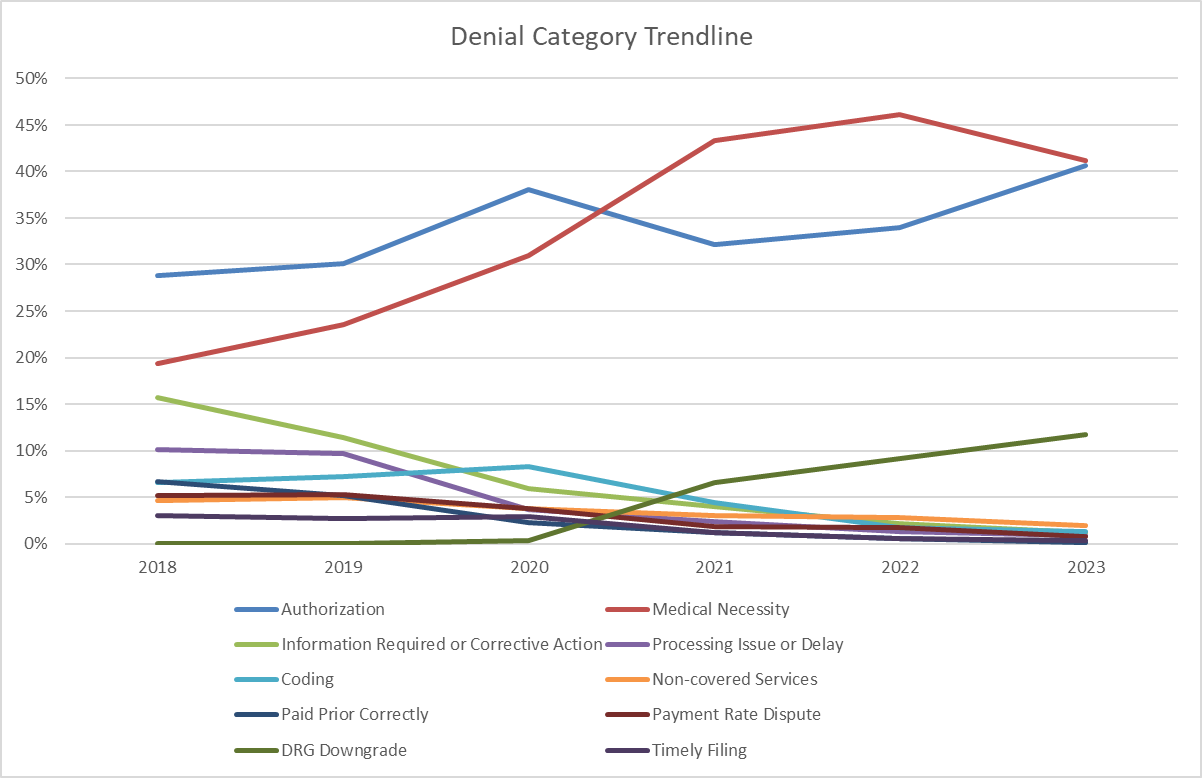 Denial Category Trendline
50%
45%
40%
35%
30%
25%
20%
15%
10%
5%
0%
2018 2019 2020 2021 2022 2023
Authorization Medical Necessity
Information Required or Corrective Action Processing Issue or Delay
Coding Non-covered Services
Paid Prior Correctly Payment Rate Dispute
DRG Downgrade Timely Filing